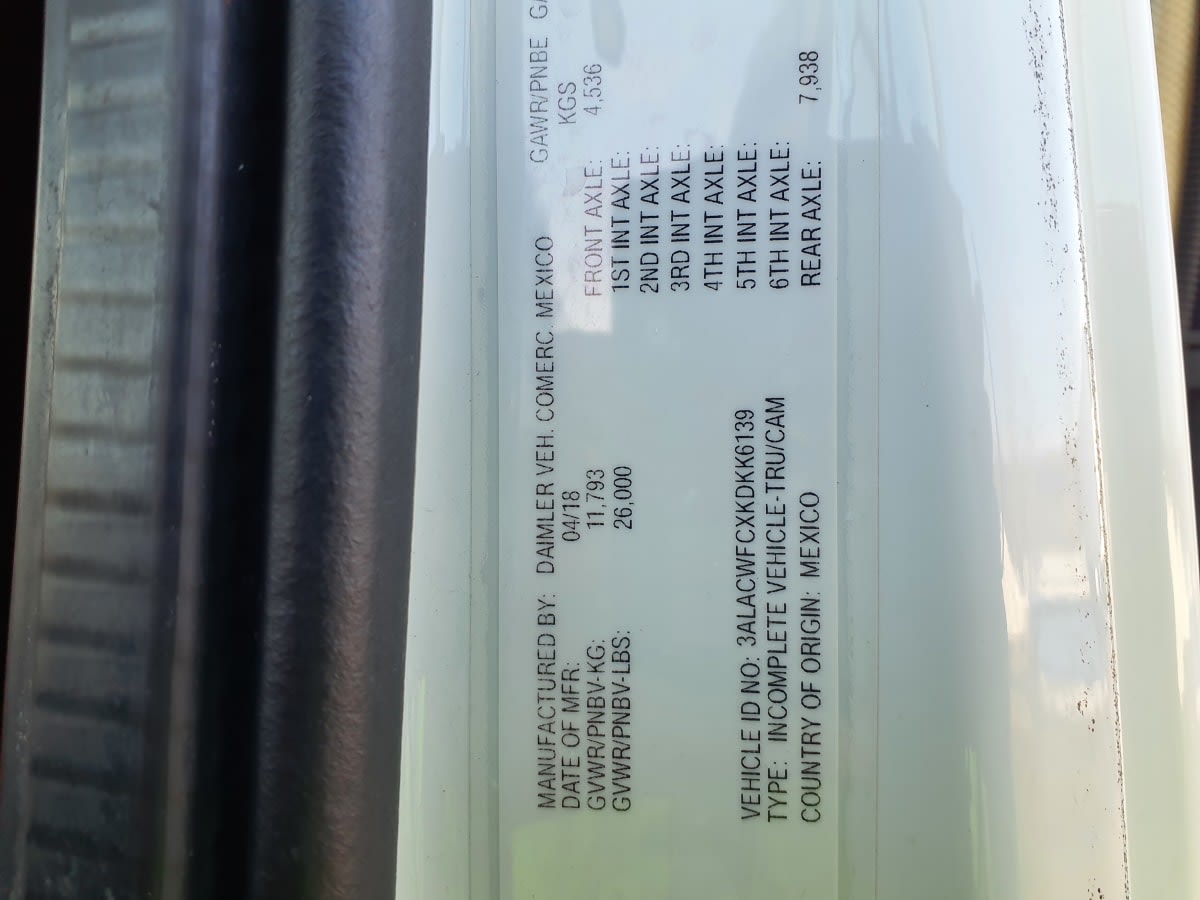 MANUFACTURED BY: DAIMLER VEH. COMERC. MEXICO GAWR/PNBE
DATE OF MFR: 04/18 KGS
GVWR/PNBV-KG: 11,793 FRONT AXLE: 4,536
GVWR/PNBV-LBS: 26,000 1ST INT AXLE:
2ND INT AXLE:
3RD INT AXLE:
4TH INT AXLE:
VEHICLE ID NO: 3ALACWFCXKDKK6139 5TH INT AXLE:
TYPE: INCOMPLETE VEHICLE-TRU/CAM 6TH INT AXLE:
COUNTRY OF ORIGIN: MEXICO REAR AXLE: 7,938